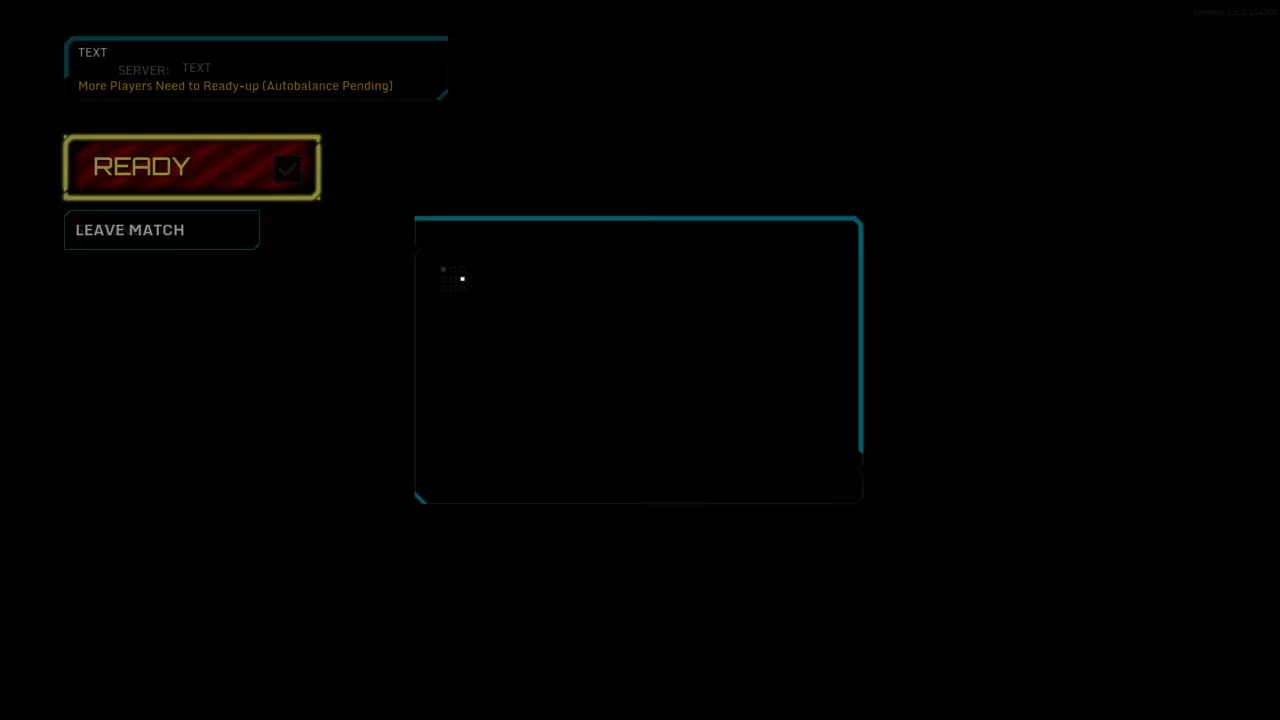 TEXT
SERVER: TEXT
More Players Need to Ready-up (Autobalance Pending)
READY
LEAVE MATCH